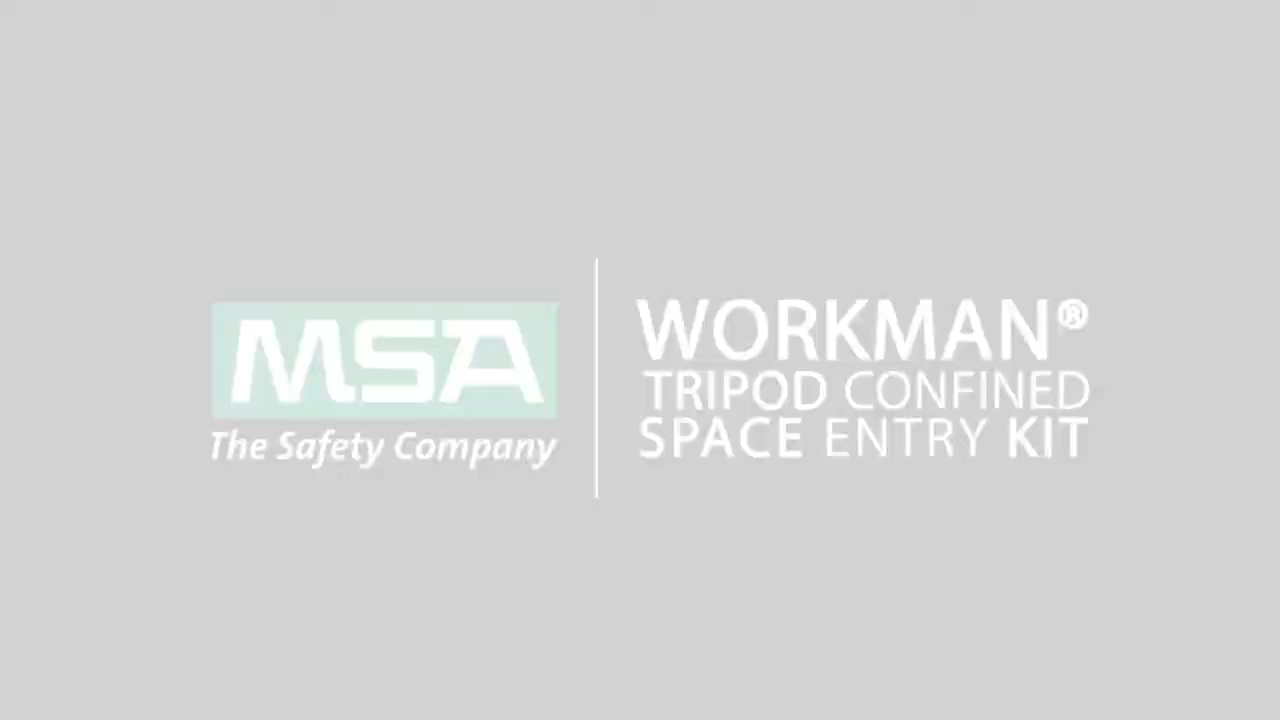 MSA
The Safety Company
WORKMAN®
TRIPOD CONFINED
SPACE ENTRY KIT